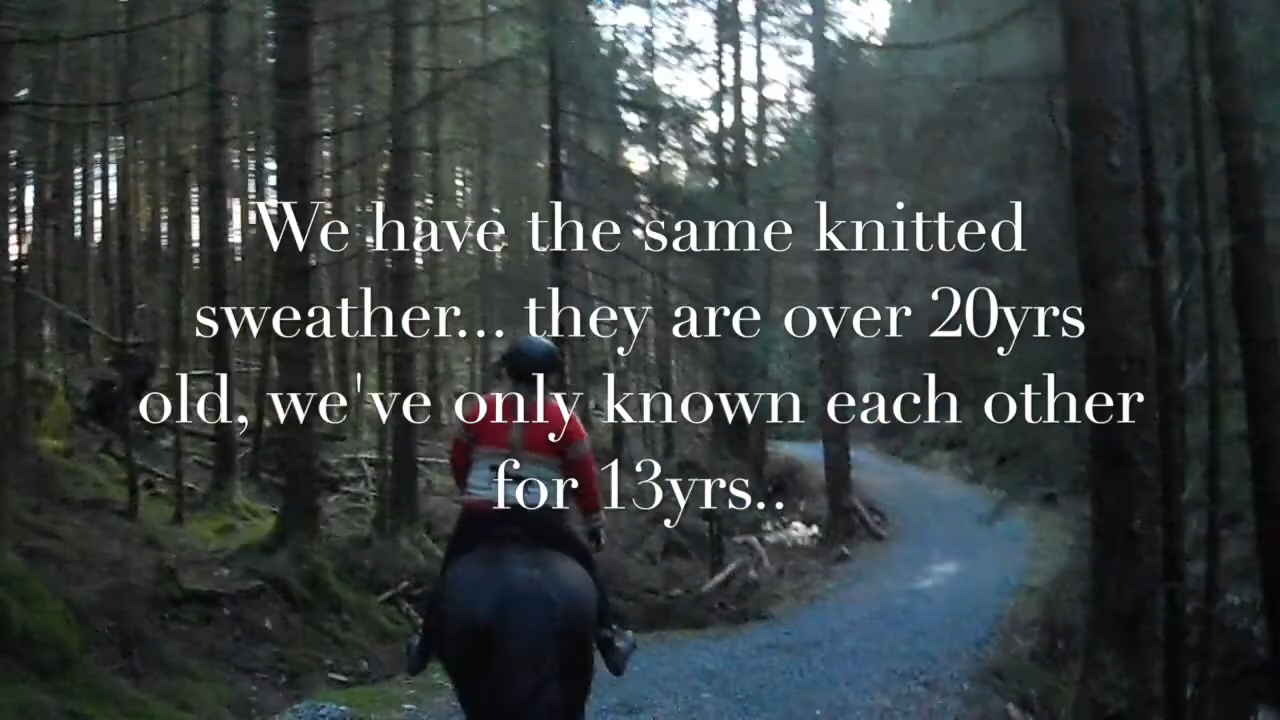 We have the same knitted
sweather... they are over 20yrs
old, we've only known each other
for 13yrs..